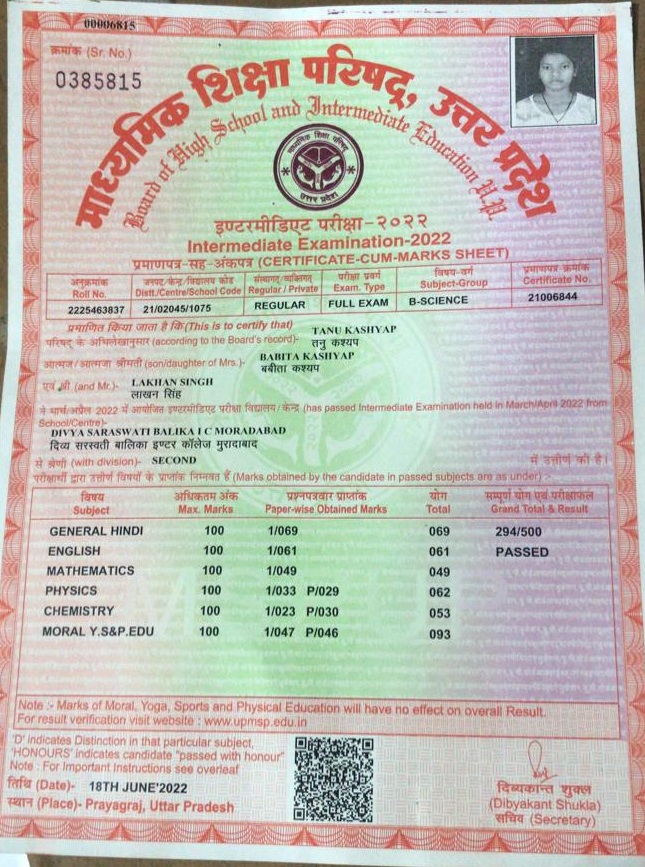 00006815
क्रमांक (Sr. No.)
0385815
माध्यमिक शिक्षा परिषद्, उत्तर प्रदेश
Board of High School and Intermediate Education U.P.
माध्यमिक शिक्षा परिषद्
उत्तर प्रदेश
इण्टरमीडिएट परीक्षा-२०२२
Intermediate Examination-2022
प्रमाणपत्र-सह-अंकपत्र (CERTIFICATE-CUM-MARKS SHEET)
अनुक्रमांक जनपद/केन्द्र/विद्यालय कोड संस्थागत/व्यक्तिगत परीक्षा प्रवर्ग विषय-वर्ग प्रमाणपत्र-क्रमांक
Roll No. Distt./Centre/School Code Regular / Private Exam. Type Subject-Group Certificate No.
2225463837 21/02045/1075 REGULAR FULL EXAM B-SCIENCE 21006844
प्रमाणित किया जाता है कि(This is to certify that) TANU KASHYAP
परिषद् के अभिलेखानुसार (according to the Board's record)- तनु कश्यप
आत्मज/आत्मजा श्रीमती (son/daughter of Mrs.)- BABITA KASHYAP
बबीता कश्यप
एवं श्री (and Mr.)- LAKHAN SINGH
लाखन सिंह
ने मार्च/अप्रैल 2022 में आयोजित इण्टरमीडिएट परीक्षा विद्यालय/केन्द्र (has passed Intermediate Examination held in March/April 2022 from
School/Centre)-
DIVYA SARASWATI BALIKA I C MORADABAD
दिव्य सरस्वती बालिका इण्टर कॉलेज मुरादाबाद
में श्रेणी (with division)- SECOND में उत्तीर्ण की है।
परीक्षार्थी द्वारा उत्तीर्ण विषयों के प्राप्तांक निम्नवत हैं (Marks obtained by the candidate in passed subjects are as under) :-
विषय अधिकतम अंक प्रश्नपत्रवार प्राप्तांक योग सम्पूर्ण योग एवं परीक्षाफल
Subject Max. Marks Paper-wise Obtained Marks Total Grand Total & Result
GENERAL HINDI 100 1/069 069 294/500
ENGLISH 100 1/061 061 PASSED
MATHEMATICS 100 1/049 049
PHYSICS 100 1/033 P/029 062
CHEMISTRY 100 1/023 P/030 053
MORAL Y.S&P.EDU 100 1/047 P/046 093
Note :- Marks of Moral, Yoga, Sports and Physical Education will have no effect on overall Result.
For result verification visit website : www.upmsp.edu.in
'D' indicates Distinction in that particular subject,
'HONOURS' indicates candidate "passed with honour"
Note : For Important Instructions see overleaf
तिथि (Date)- 18TH JUNE'2022
स्थान (Place)- Prayagraj, Uttar Pradesh
दिव्यकान्त शुक्ल
(Dibyakant Shukla)
सचिव (Secretary)